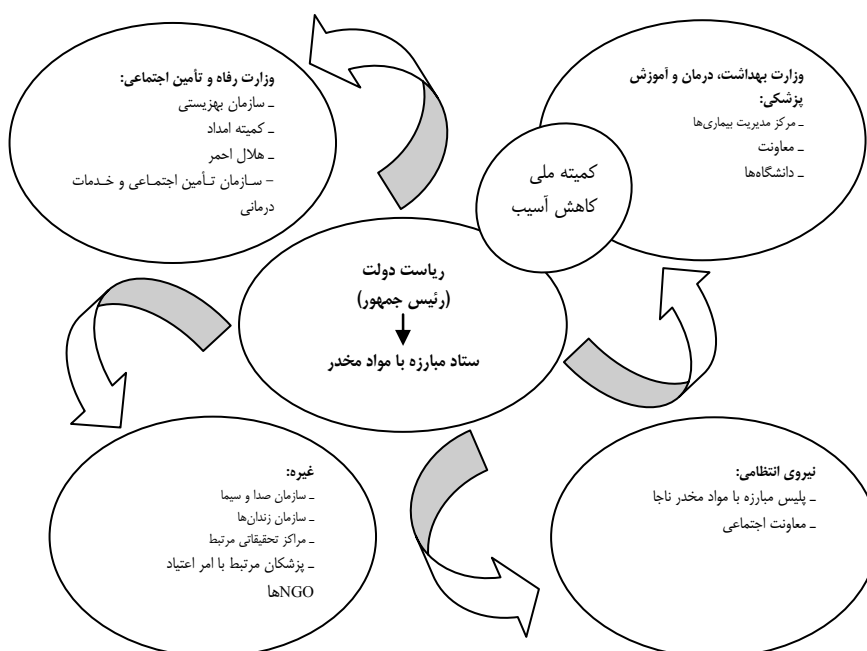 وزارت بهداشت، درمان و آموزش
پزشکی:
ـ مرکز مدیریت بیماری‌ها
ـ معاونت
ـ دانشگاه‌ها
وزارت رفاه و تأمین اجتماعی:
ـ سازمان بهزیستی
ـ کمیته امداد
ـ هلال احمر
– سازمان تأمین اجتماعی و خدمات
درمانی
کمیته ملی
کاهش آسیب
ریاست دولت
(رئیس جمهور)
ستاد مبارزه با مواد مخدر
نیروی انتظامی:
ـ پلیس مبارزه با مواد مخدر ناجا
ـ معاونت اجتماعی
غیره:
ـ سازمان صدا و سیما
ـ سازمان زندان‌ها
ـ مراکز تحقیقاتی مرتبط
ـ پزشکان مرتبط با امر اعتیاد
NGOها